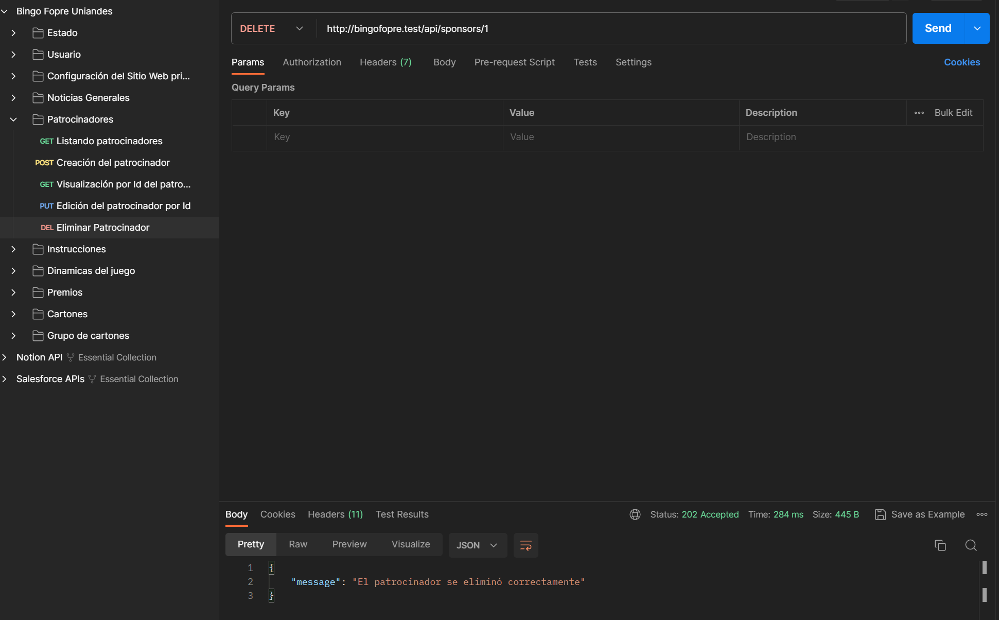 Bingo Fopre Uniandes
Estado
Usuario
Configuración del Sitio Web pri...
Noticias Generales
Patrocinadores
GET Listando patrocinadores
POST Creación del patrocinador
GET Visualización por Id del patro...
PUT Edición del patrocinador por Id
DEL Eliminar Patrocinador
Instrucciones
Dinamicas del juego
Premios
Cartones
Grupo de cartones
Notion API Essential Collection
Salesforce APIs Essential Collection
DELETE http://bingofopre.test/api/sponsors/1 Send
Params Authorization Headers (7) Body Pre-request Script Tests Settings Cookies
Query Params
Key Value Description Bulk Edit
Key Value Description
Body Cookies Headers (11) Test Results Status: 202 Accepted Time: 284 ms Size: 445 B Save as Example
Pretty Raw Preview Visualize JSON
1 {
2 "message": "El patrocinador se eliminó correctamente"
3 }